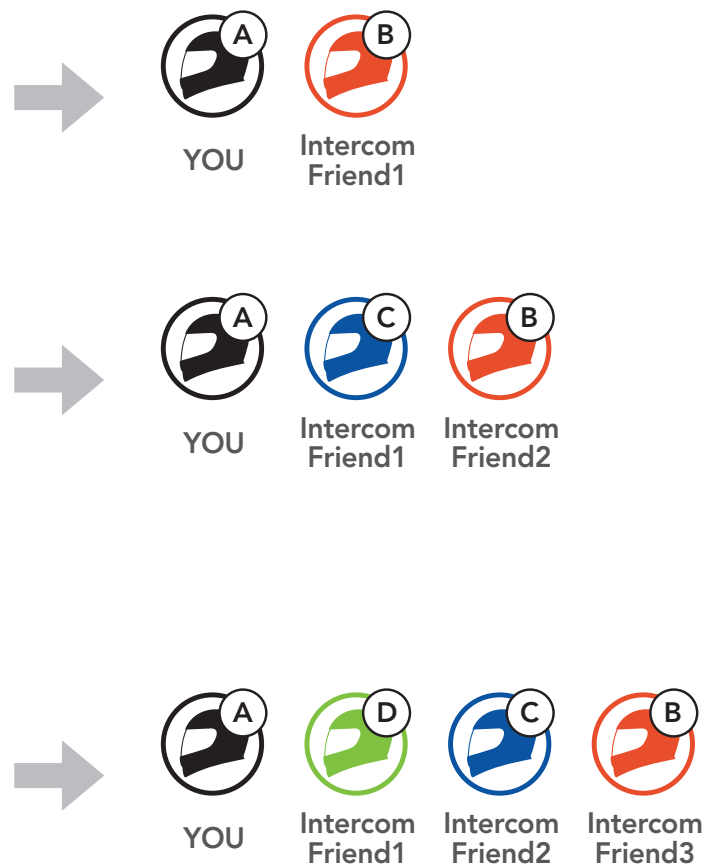 A B
YOU Intercom
Friend1
A C B
YOU Intercom Intercom
Friend1 Friend2
A D C B
YOU Intercom Intercom Intercom
Friend1 Friend2 Friend3